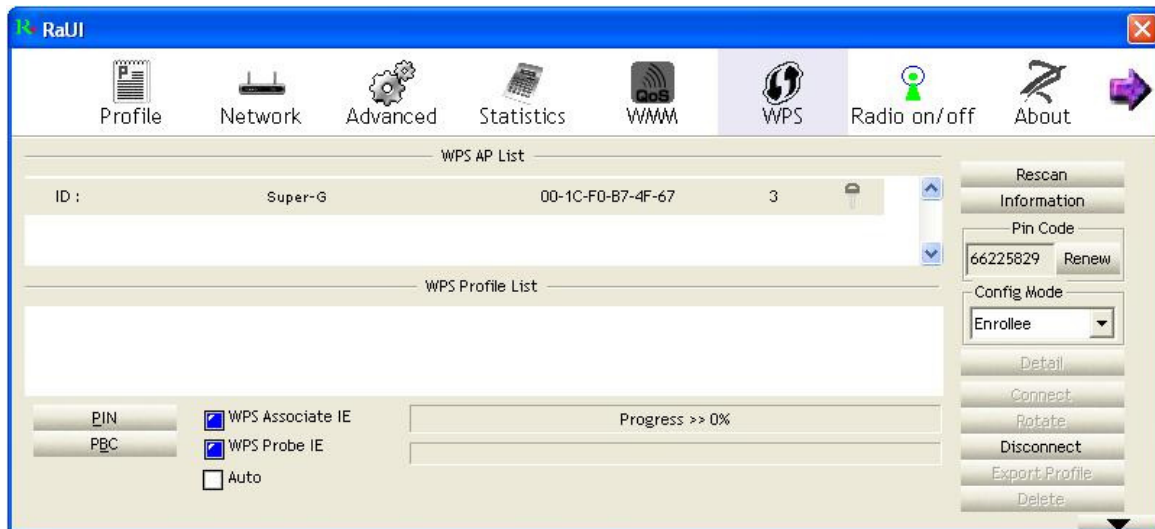 RaUI
Profile Network Advanced Statistics WMM WPS Radio on/off About
QoS
WPS AP List
ID : Super-G 00-1C-F0-B7-4F-67 3
WPS Profile List
Rescan
Information
Pin Code
66225829 Renew
Config Mode
Enrollee
Detail
Connect
Rotate
Disconnect
Export Profile
Delete
PIN
PBC
WPS Associate IE
WPS Probe IE
Auto
Progress >> 0%